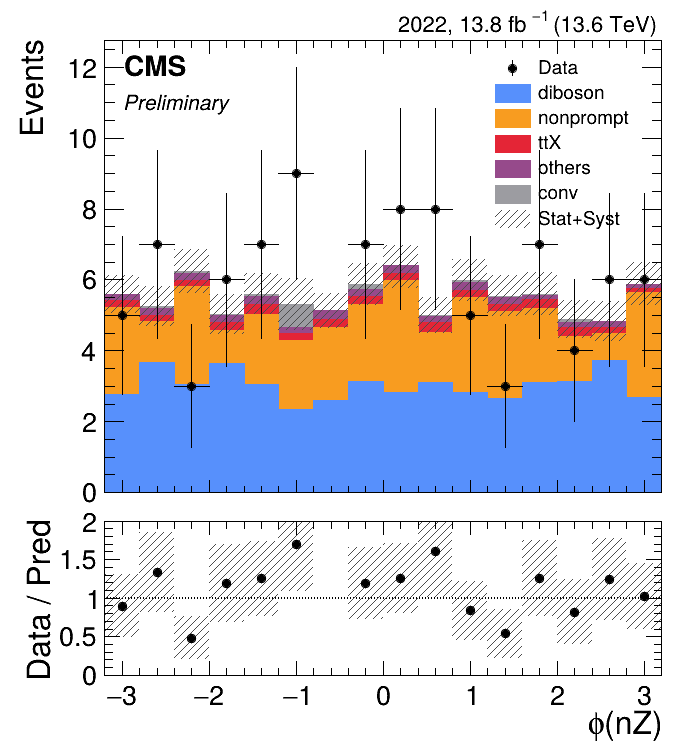 2022, 13.8 fb⁻¹ (13.6 TeV)
Events
12
10
8
6
4
2
0
CMS
Preliminary
Data
diboson
nonprompt
ttX
others
conv
Stat+Syst
Data / Pred
2
1.5
1
0.5
0
−3
−2
−1
0
1
2
3
ϕ(nZ)